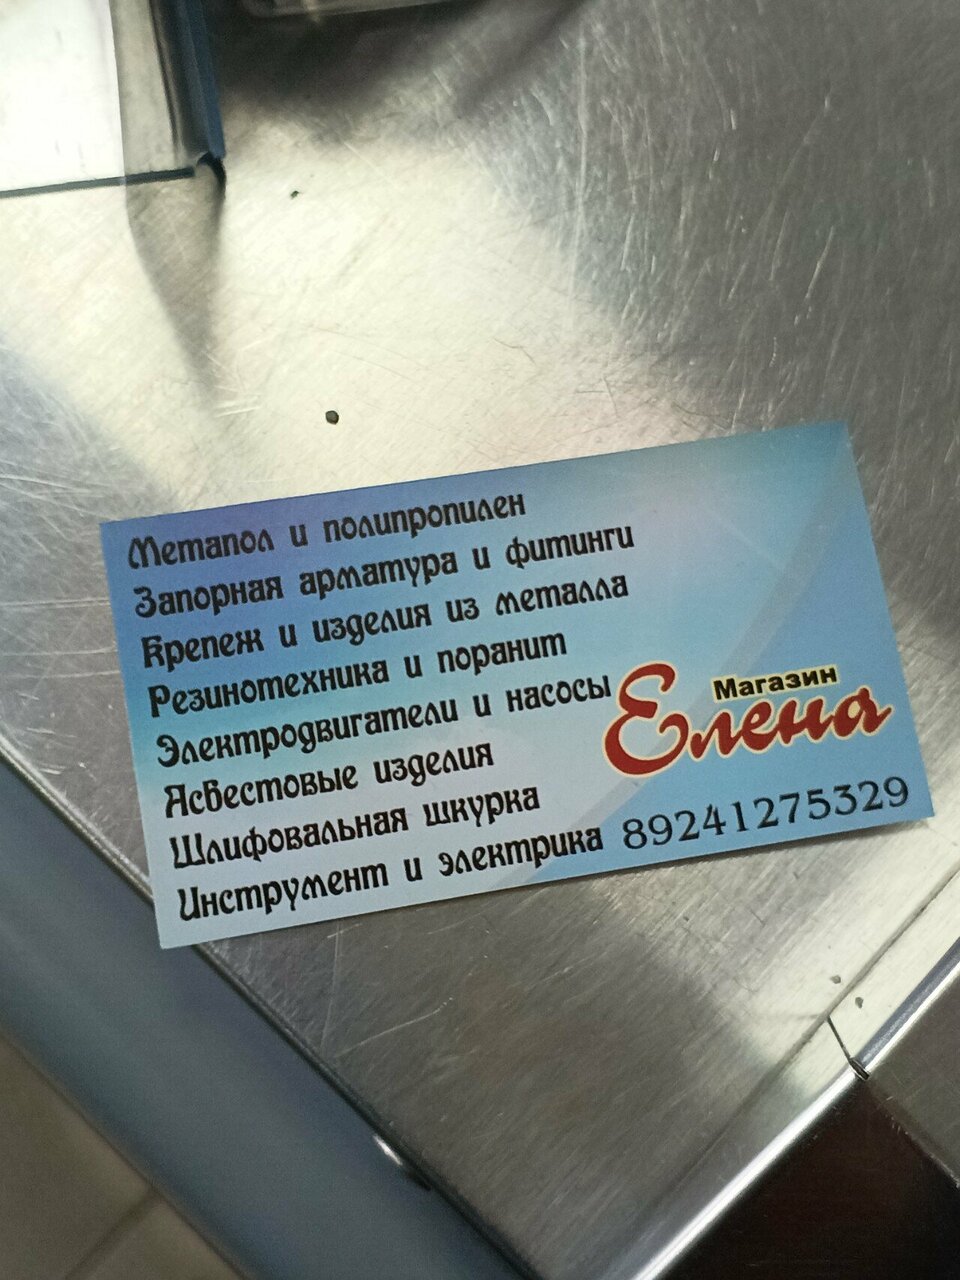 Метапол и полипропилен
Запорная арматура и фитинги
Крепеж и изделия из металла
Резинотехника и поранит
Электродвигатели и насосы
Асбестовые изделия
Шлифовальная шкурка
Инструмент и электрика
Магазин
Елена
89241275329